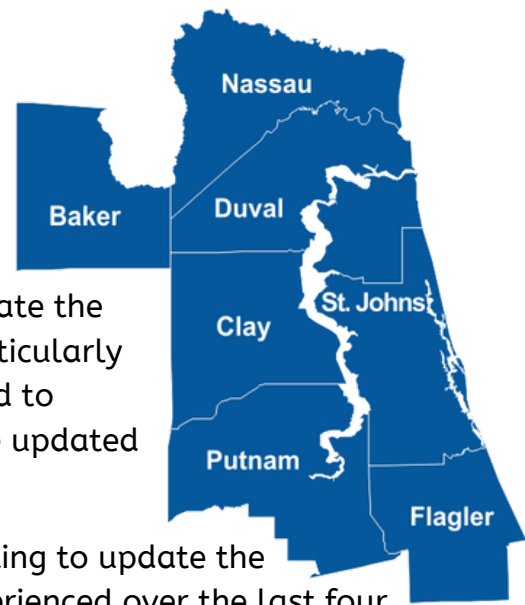 Nassau
Baker
Duval
ate the
St. Johns
Clay
ticularly
d to
updated
Putnam
Flagler
ing to update the
erienced over the last four